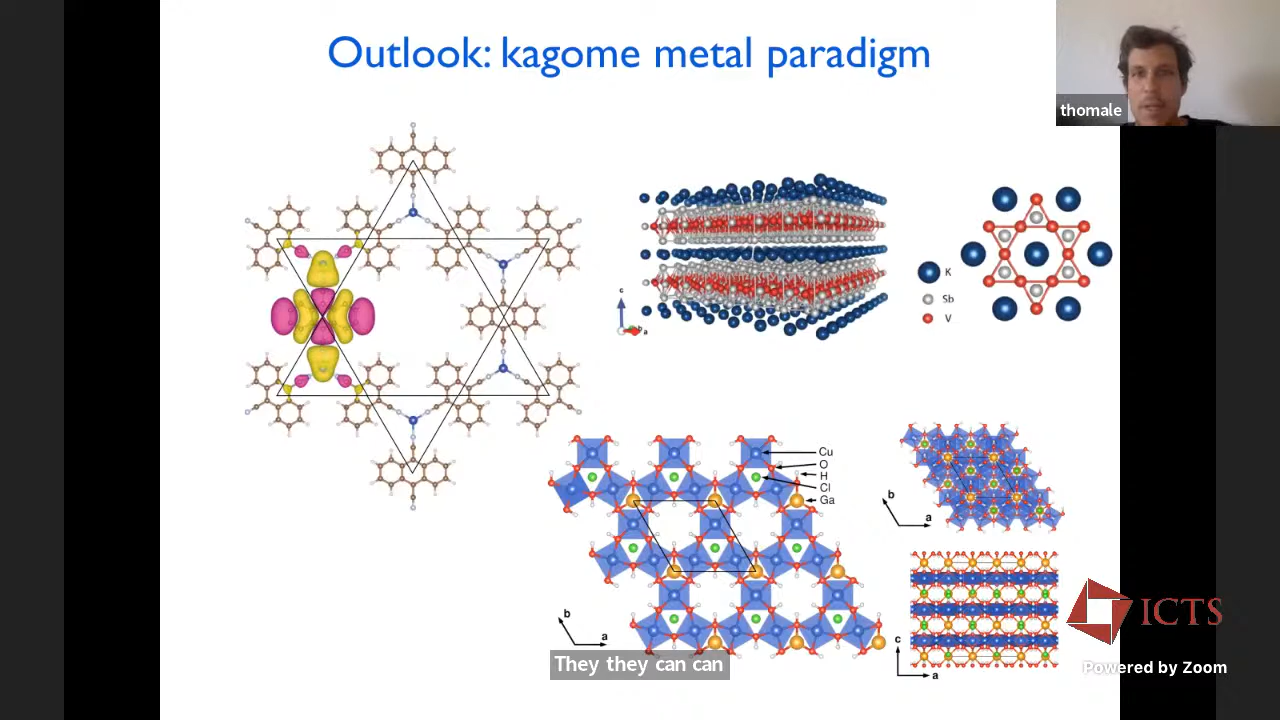 Outlook: kagome metal paradigm
thomale
K
Sb
V
c
b
a
Cu
O
H
Cl
Ga
b
a
b
a
c
a
They they can can
ICTS
Powered by Zoom